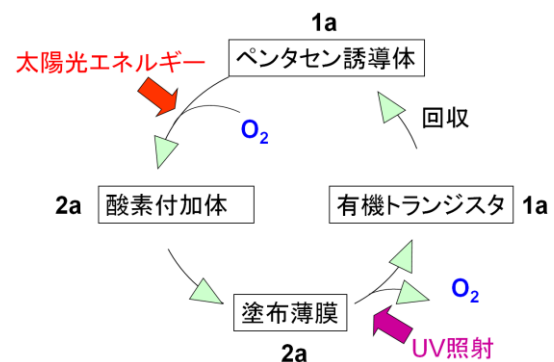 1a
ペンタセン誘導体
太陽光エネルギー
O2
回収
2a
酸素付加体
有機トランジスタ
1a
塗布薄膜
O2
2a
UV照射